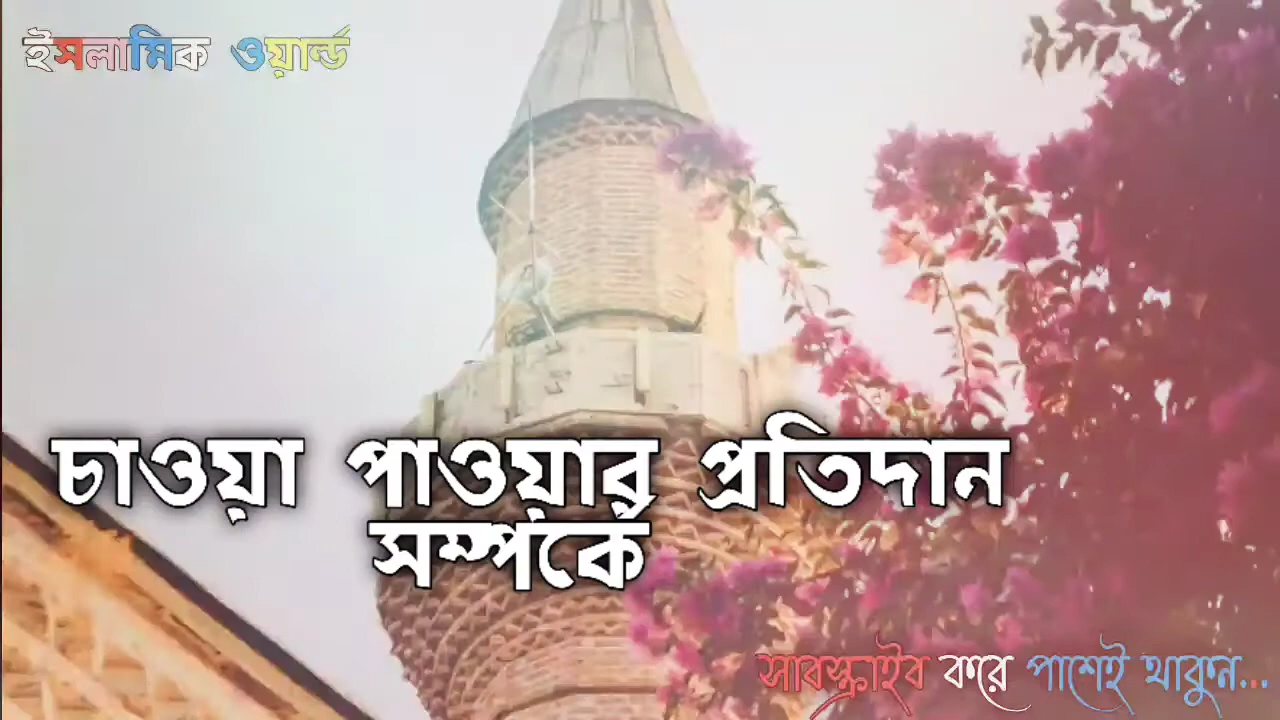 ইসলামিক ওয়ার্ল্ড
চাওয়া পাওয়ার প্রতিদান
সম্পর্কে
সাবস্ক্রাইব করে পাশেই থাকুন...